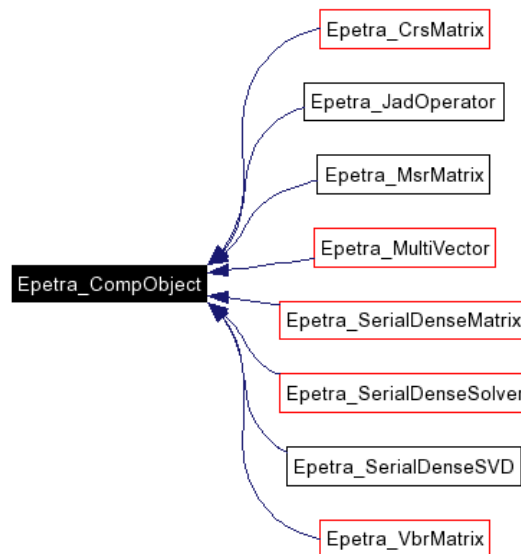 Epetra_CrsMatrix
Epetra_JadOperator
Epetra_MsrMatrix
Epetra_MultiVector
Epetra_CompObject
Epetra_SerialDenseMatrix
Epetra_SerialDenseSolver
Epetra_SerialDenseSVD
Epetra_VbrMatrix